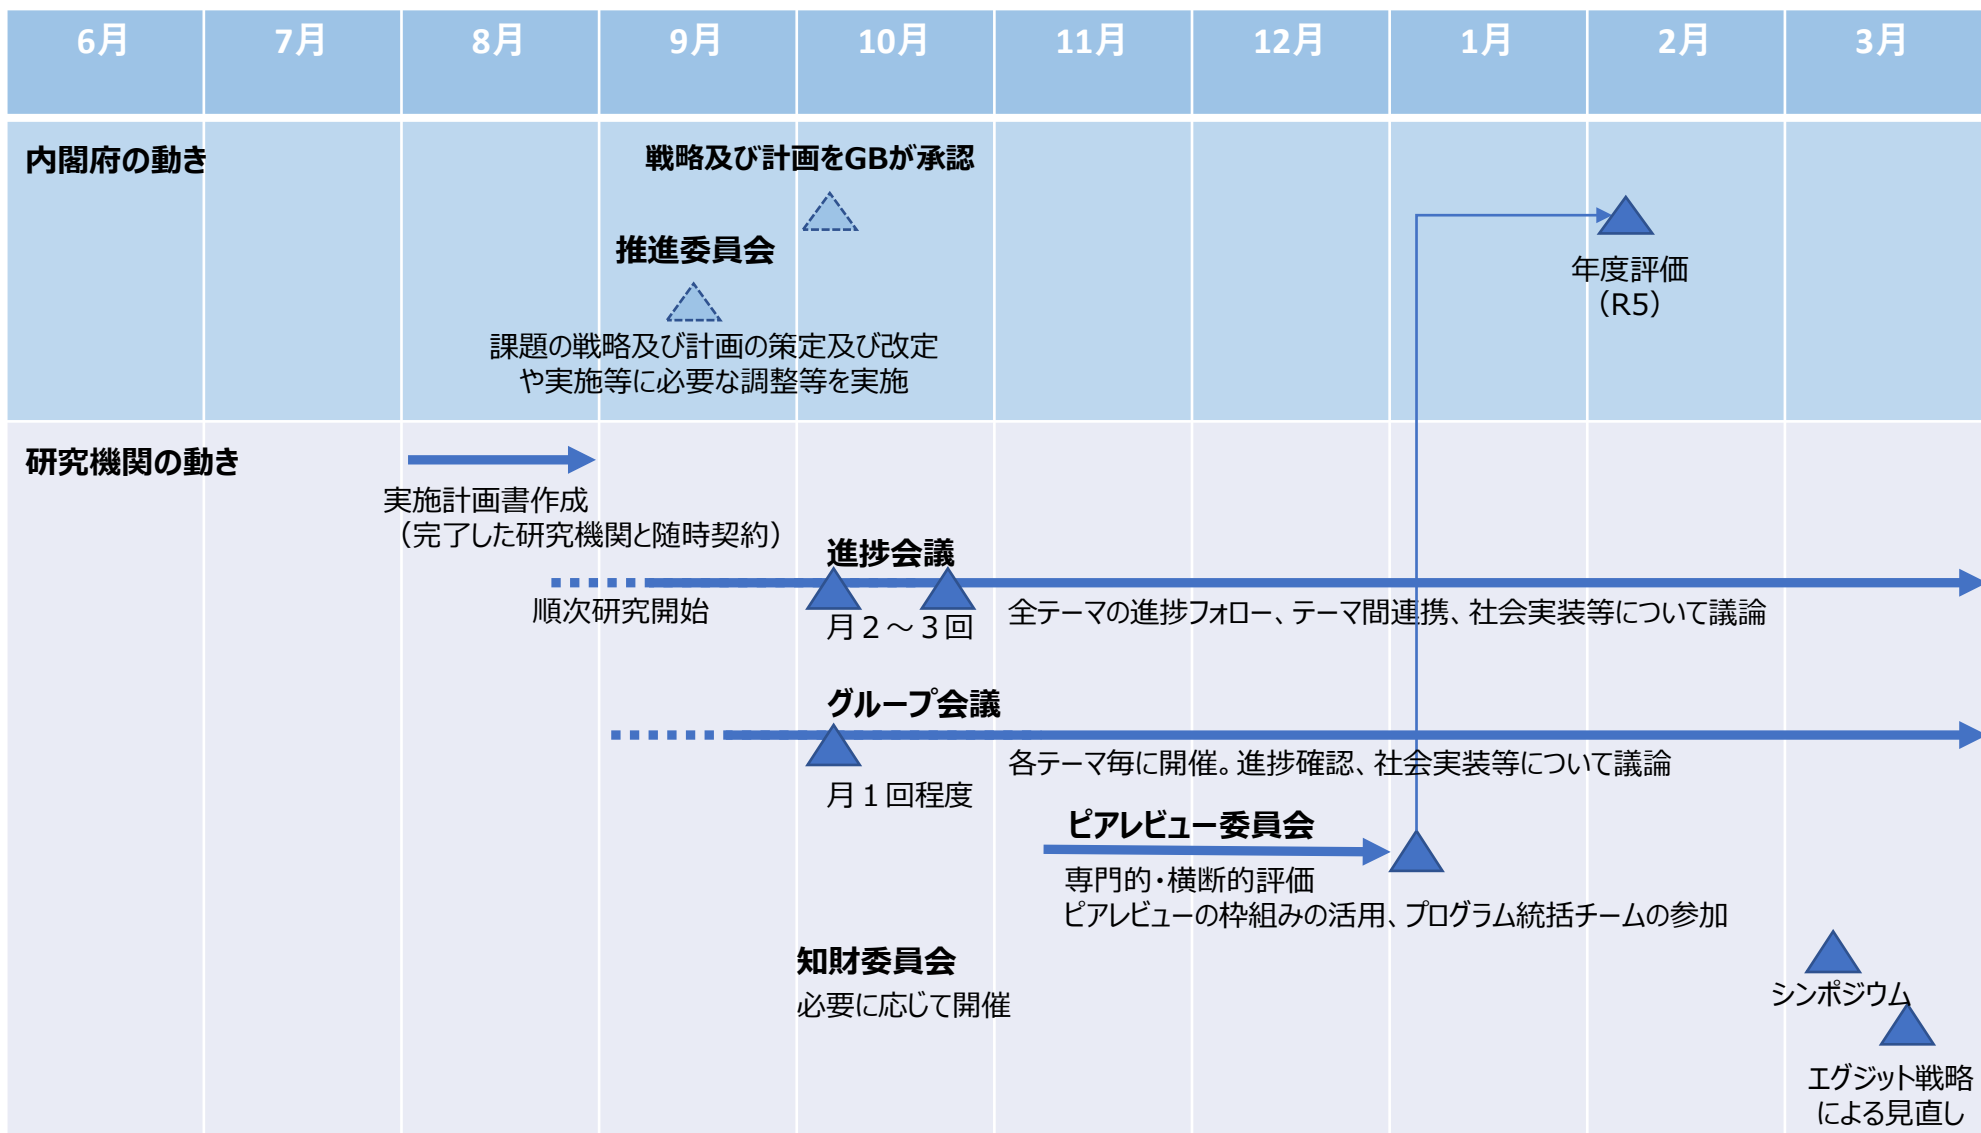 6月
7月
8月
9月
10月
11月
12月
1月
2月
3月
内閣府の動き
戦略及び計画をGBが承認
推進委員会
課題の戦略及び計画の策定及び改定
や実施等に必要な調整等を実施
年度評価
（R5）
研究機関の動き
実施計画書作成
（完了した研究機関と随時契約）
進捗会議
順次研究開始
月２～３回
全テーマの進捗フォロー、テーマ間連携、社会実装等について議論
グループ会議
月１回程度
各テーマ毎に開催。進捗確認、社会実装等について議論
ピアレビュー委員会
専門的・横断的評価
ピアレビューの枠組みの活用、プログラム統括チームの参加
知財委員会
必要に応じて開催
シンポジウム
エグジット戦略
による見直し